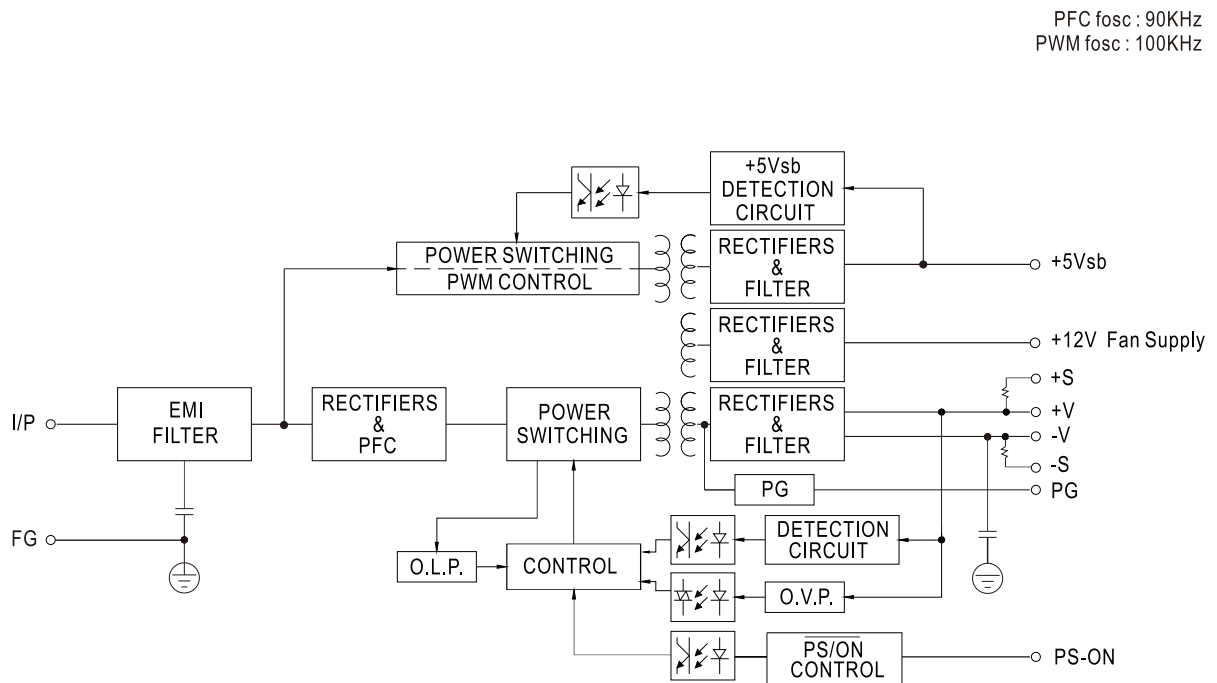 PFC fosc : 90KHz
PWM fosc : 100KHz
+5Vsb
DETECTION
CIRCUIT
POWER SWITCHING
PWM CONTROL
RECTIFIERS
&
FILTER
+5Vsb
RECTIFIERS
&
FILTER
+12V Fan Supply
I/P
EMI
FILTER
RECTIFIERS
&
PFC
POWER
SWITCHING
RECTIFIERS
&
FILTER
+S
+V
-V
-S
PG
PG
FG
O.L.P.
CONTROL
DETECTION
CIRCUIT
O.V.P.
PS/ON
CONTROL
PS-ON